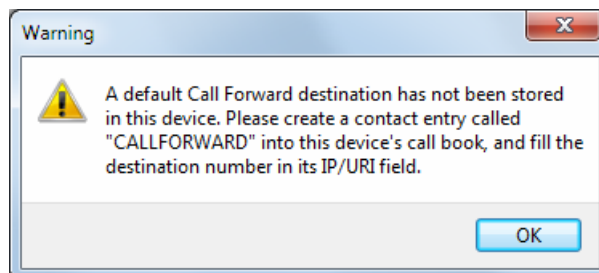 Warning
A default Call Forward destination has not been stored
in this device. Please create a contact entry called
"CALLFORWARD" into this device's call book, and fill the
destination number in its IP/URI field.
OK